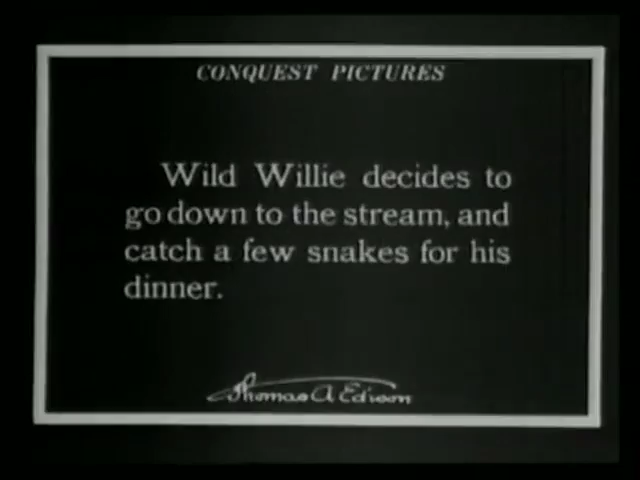 CONQUEST PICTURES
Wild Willie decides to
go down to the stream, and
catch a few snakes for his
dinner.
Thomas A Edison